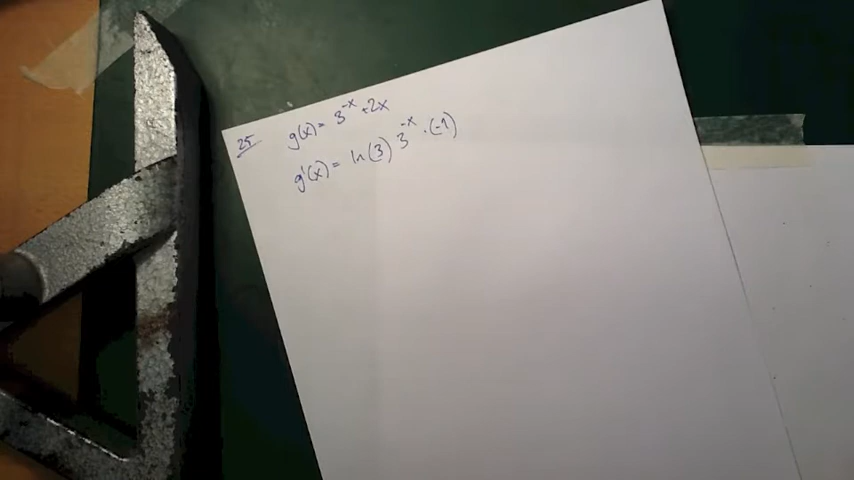 25
g(x) = 3^{-x} + 2x
g'(x) = ln(3) 3^{-x} · (-1)